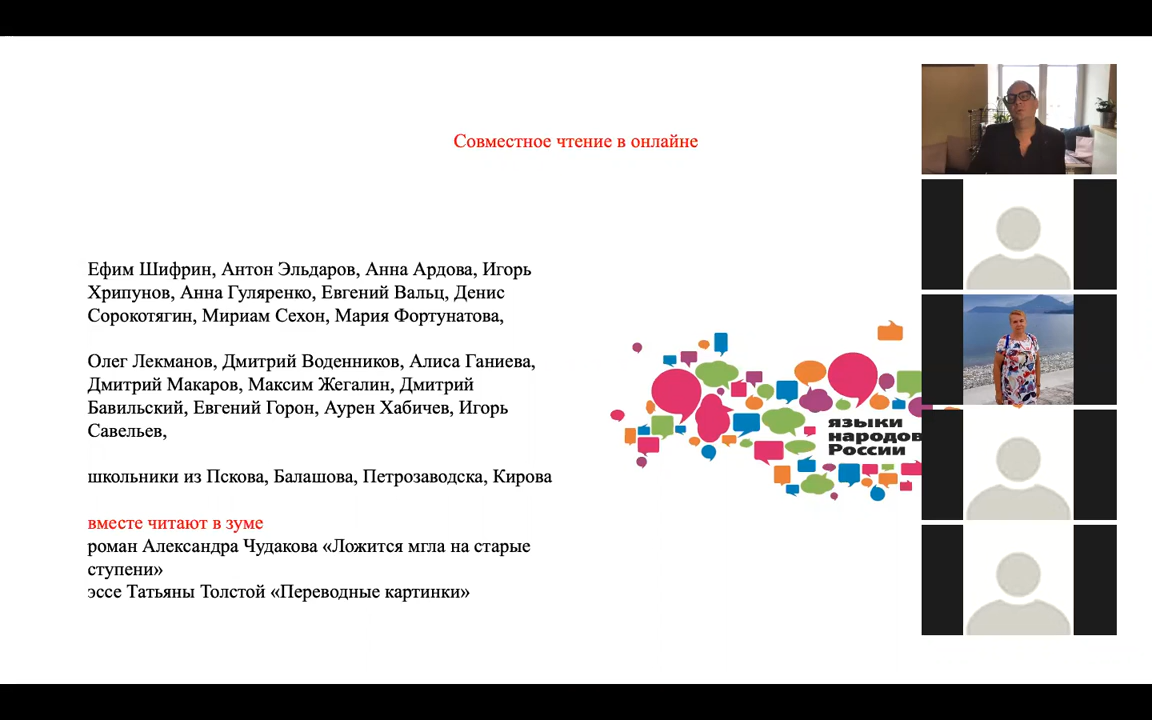 Совместное чтение в онлайне
Ефим Шифрин, Антон Эльдаров, Анна Ардова, Игорь
Хрипунов, Анна Гуляренко, Евгений Вальц, Денис
Сорокотягин, Мириам Сехон, Мария Фортунатова,
Олег Лекманов, Дмитрий Воденников, Алиса Ганиева,
Дмитрий Макаров, Максим Жегалин, Дмитрий
Бавильский, Евгений Горон, Аурен Хабичев, Игорь
Савельев,
школьники из Пскова, Балашова, Петрозаводска, Кирова
вместе читают в зуме
роман Александра Чудакова «Ложится мгла на старые
ступени»
эссе Татьяны Толстой «Переводные картинки»
языки
народов
России